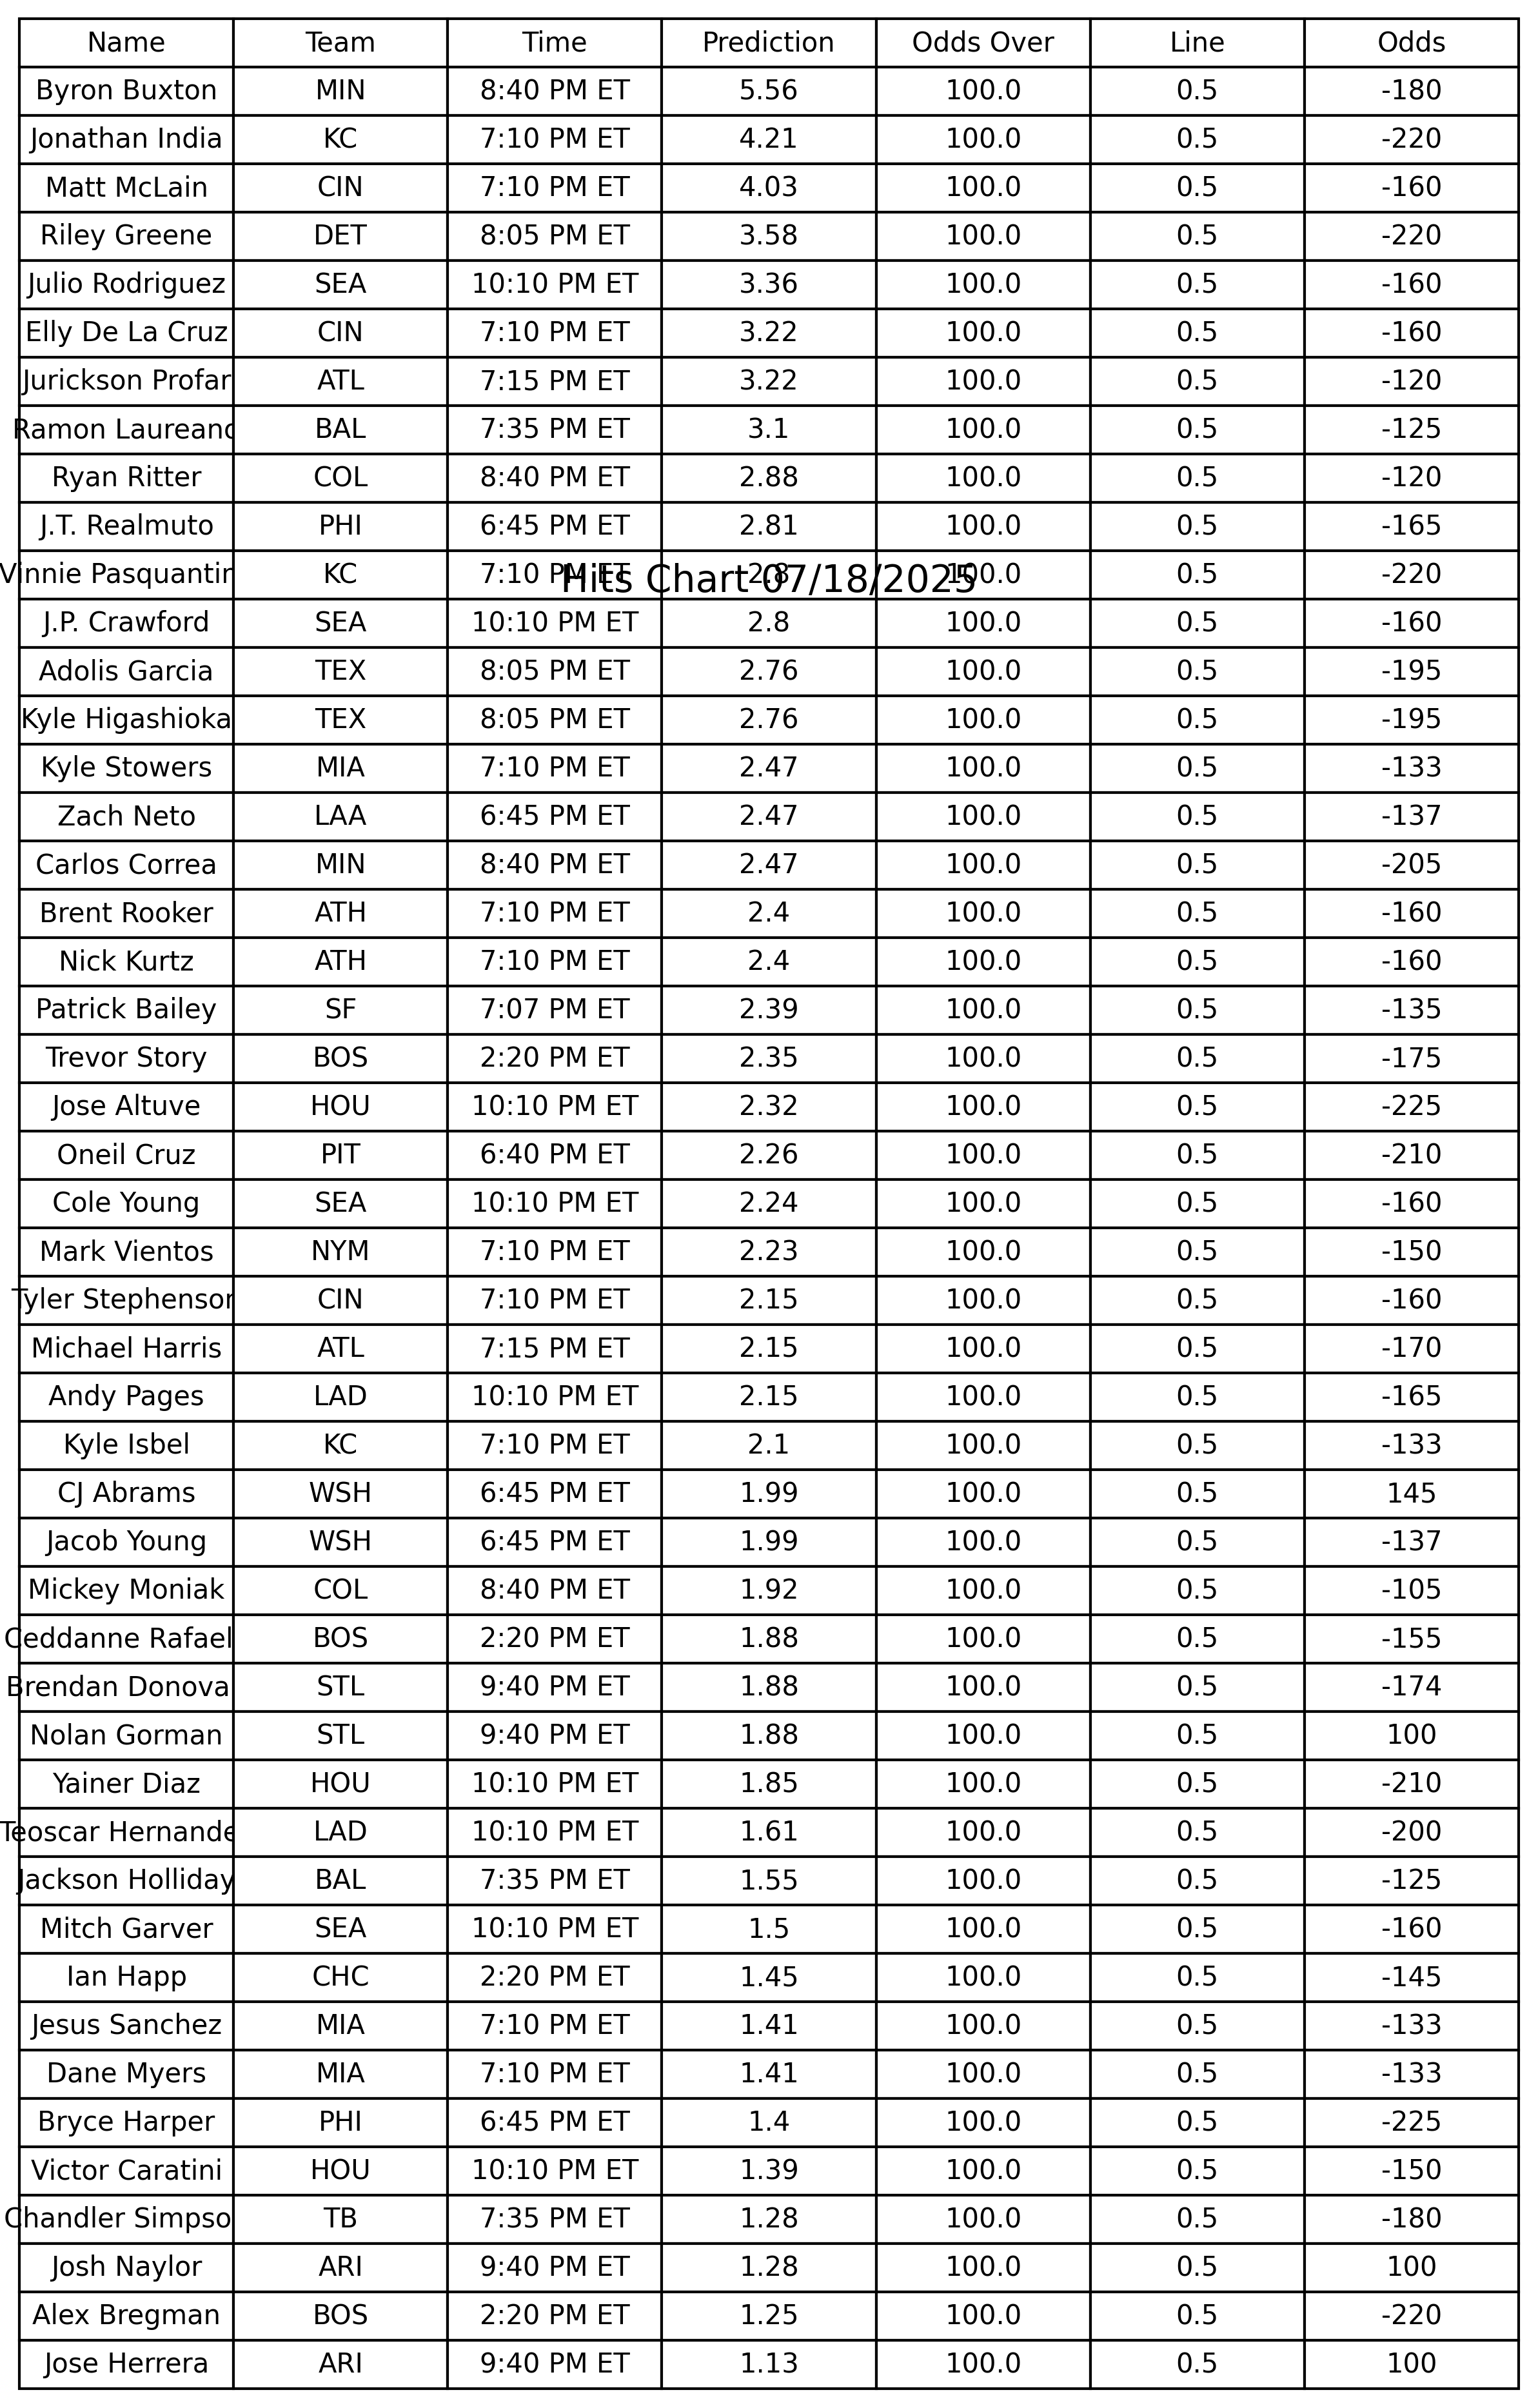 Name Team Time Prediction Odds Over Line Odds
Byron Buxton MIN 8:40 PM ET 5.56 100.0 0.5 -180
Jonathan India KC 7:10 PM ET 4.21 100.0 0.5 -220
Matt McLain CIN 7:10 PM ET 4.03 100.0 0.5 -160
Riley Greene DET 8:05 PM ET 3.58 100.0 0.5 -220
Julio Rodriguez SEA 10:10 PM ET 3.36 100.0 0.5 -160
Elly De La Cruz CIN 7:10 PM ET 3.22 100.0 0.5 -160
Jurickson Profar ATL 7:15 PM ET 3.22 100.0 0.5 -120
Ramon Laureano BAL 7:35 PM ET 3.1 100.0 0.5 -125
Ryan Ritter COL 8:40 PM ET 2.88 100.0 0.5 -120
J.T. Realmuto PHI 6:45 PM ET 2.81 100.0 0.5 -165
Vinnie Pasquantin KC 7:10 PM ET 2.8 100.0 0.5 -220
Hits Chart 07/18/2025
J.P. Crawford SEA 10:10 PM ET 2.8 100.0 0.5 -160
Adolis Garcia TEX 8:05 PM ET 2.76 100.0 0.5 -195
Kyle Higashioka TEX 8:05 PM ET 2.76 100.0 0.5 -195
Kyle Stowers MIA 7:10 PM ET 2.47 100.0 0.5 -133
Zach Neto LAA 6:45 PM ET 2.47 100.0 0.5 -137
Carlos Correa MIN 8:40 PM ET 2.47 100.0 0.5 -205
Brent Rooker ATH 7:10 PM ET 2.4 100.0 0.5 -160
Nick Kurtz ATH 7:10 PM ET 2.4 100.0 0.5 -160
Patrick Bailey SF 7:07 PM ET 2.39 100.0 0.5 -135
Trevor Story BOS 2:20 PM ET 2.35 100.0 0.5 -175
Jose Altuve HOU 10:10 PM ET 2.32 100.0 0.5 -225
Oneil Cruz PIT 6:40 PM ET 2.26 100.0 0.5 -210
Cole Young SEA 10:10 PM ET 2.24 100.0 0.5 -160
Mark Vientos NYM 7:10 PM ET 2.23 100.0 0.5 -150
Tyler Stephenson CIN 7:10 PM ET 2.15 100.0 0.5 -160
Michael Harris ATL 7:15 PM ET 2.15 100.0 0.5 -170
Andy Pages LAD 10:10 PM ET 2.15 100.0 0.5 -165
Kyle Isbel KC 7:10 PM ET 2.1 100.0 0.5 -133
CJ Abrams WSH 6:45 PM ET 1.99 100.0 0.5 145
Jacob Young WSH 6:45 PM ET 1.99 100.0 0.5 -137
Mickey Moniak COL 8:40 PM ET 1.92 100.0 0.5 -105
Ceddanne Rafael BOS 2:20 PM ET 1.88 100.0 0.5 -155
Brendan Donova STL 9:40 PM ET 1.88 100.0 0.5 -174
Nolan Gorman STL 9:40 PM ET 1.88 100.0 0.5 100
Yainer Diaz HOU 10:10 PM ET 1.85 100.0 0.5 -210
Teoscar Hernande LAD 10:10 PM ET 1.61 100.0 0.5 -200
Jackson Holliday BAL 7:35 PM ET 1.55 100.0 0.5 -125
Mitch Garver SEA 10:10 PM ET 1.5 100.0 0.5 -160
Ian Happ CHC 2:20 PM ET 1.45 100.0 0.5 -145
Jesus Sanchez MIA 7:10 PM ET 1.41 100.0 0.5 -133
Dane Myers MIA 7:10 PM ET 1.41 100.0 0.5 -133
Bryce Harper PHI 6:45 PM ET 1.4 100.0 0.5 -225
Victor Caratini HOU 10:10 PM ET 1.39 100.0 0.5 -150
Chandler Simpso TB 7:35 PM ET 1.28 100.0 0.5 -180
Josh Naylor ARI 9:40 PM ET 1.28 100.0 0.5 100
Alex Bregman BOS 2:20 PM ET 1.25 100.0 0.5 -220
Jose Herrera ARI 9:40 PM ET 1.13 100.0 0.5 100